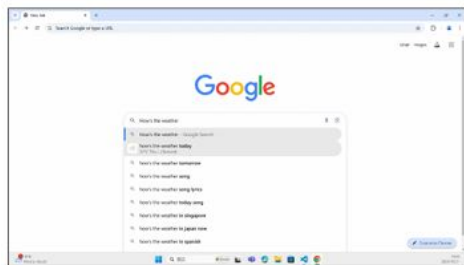 New Tab
Search Google or type a URL
Gmail Images
Google
How's the weather
How's the weather - Google Search
how's the weather today
how's the weather tomorrow
how's the weather song
how's the weather song lyrics
how's the weather today song
how's the weather in singapore
how's the weather in japan now
how's the weather in spanish
Customize Chrome